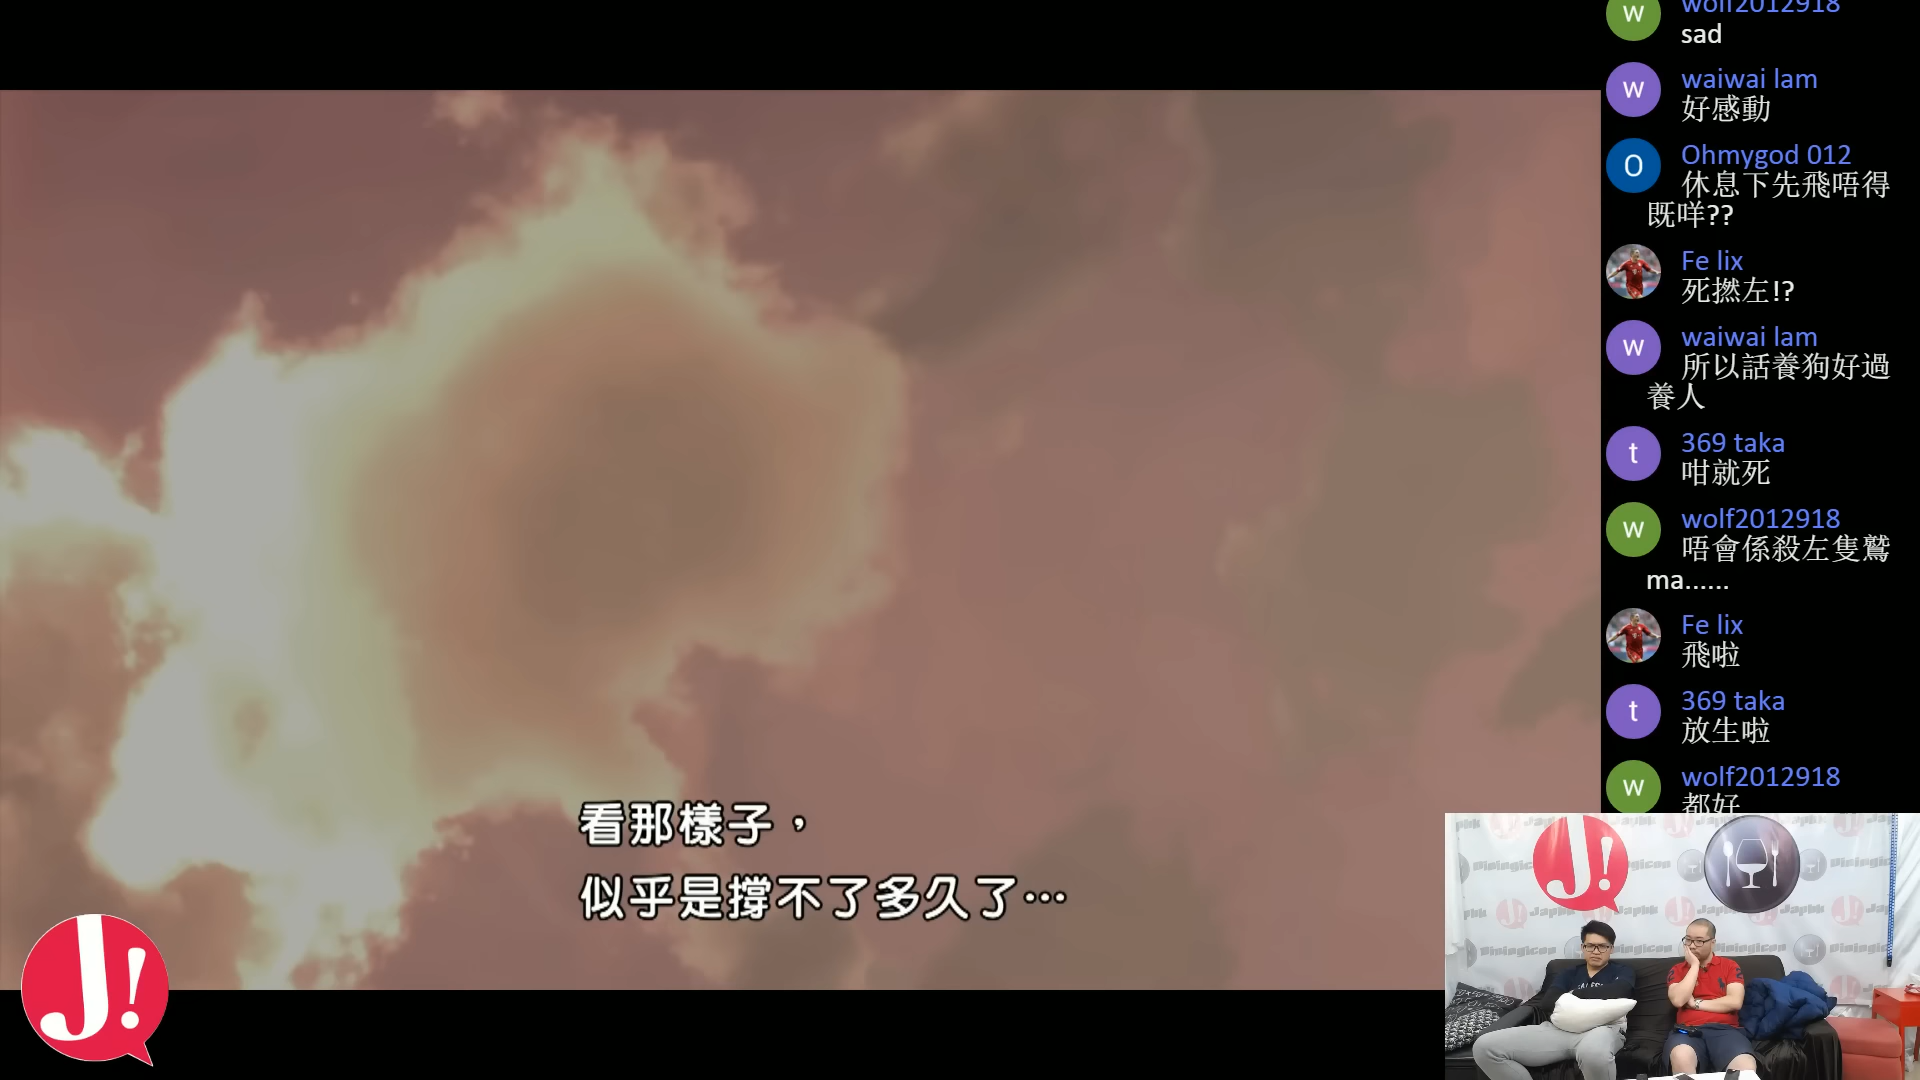 wolf2012918
sad
waiwai lam
好感動
Ohmygod 012
休息下先飛唔得
既咩??
Fe lix
死撚左!?
waiwai lam
所以話養狗好過
養人
369 taka
咁就死
wolf2012918
唔會係殺左隻鷲
ma......
Fe lix
飛啦
369 taka
放生啦
wolf2012918
都好
看那樣子，
似乎是撐不了多久了…
J!
J!